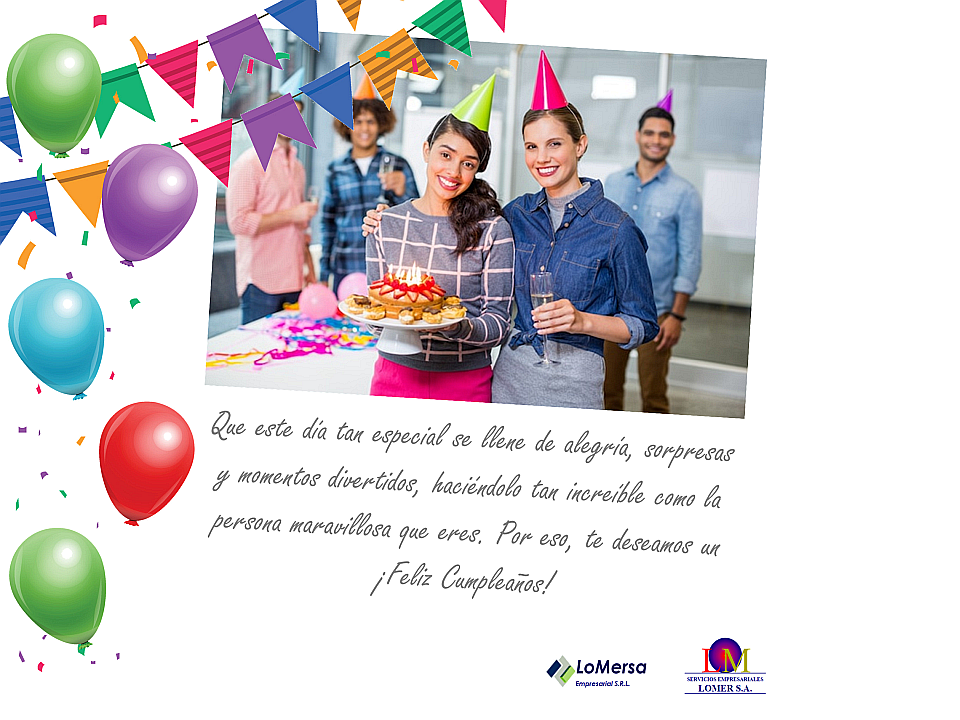 Que este día tan especial se llene de alegría, sorpresas
y momentos divertidos, haciéndolo tan increíble como la
persona maravillosa que eres. Por eso, te deseamos un
¡Feliz Cumpleaños!
LoMersa
Empresarial S.R.L.
LM
SERVICIOS EMPRESARIALES
LOMER S.A.